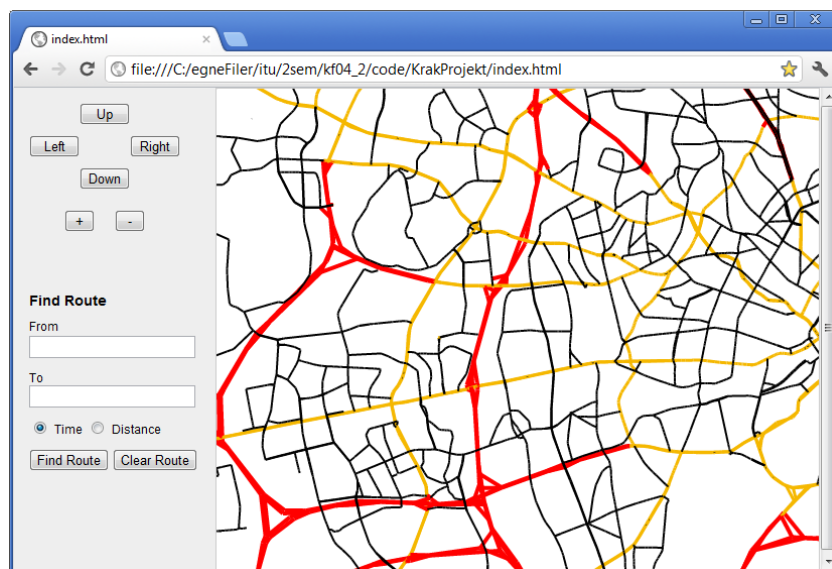 index.html
file:///C:/egneFiler/itu/2sem/kf04_2/code/KrakProjekt/index.html
Up
Left Right
Down
+ -
Find Route
From
To
Time Distance
Find Route Clear Route